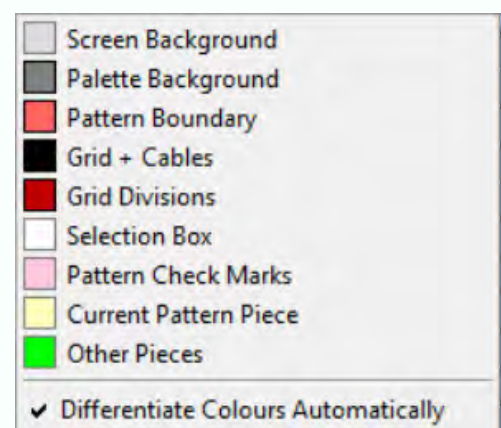 Screen Background
Palette Background
Pattern Boundary
Grid + Cables
Grid Divisions
Selection Box
Pattern Check Marks
Current Pattern Piece
Other Pieces
✓ Differentiate Colours Automatically